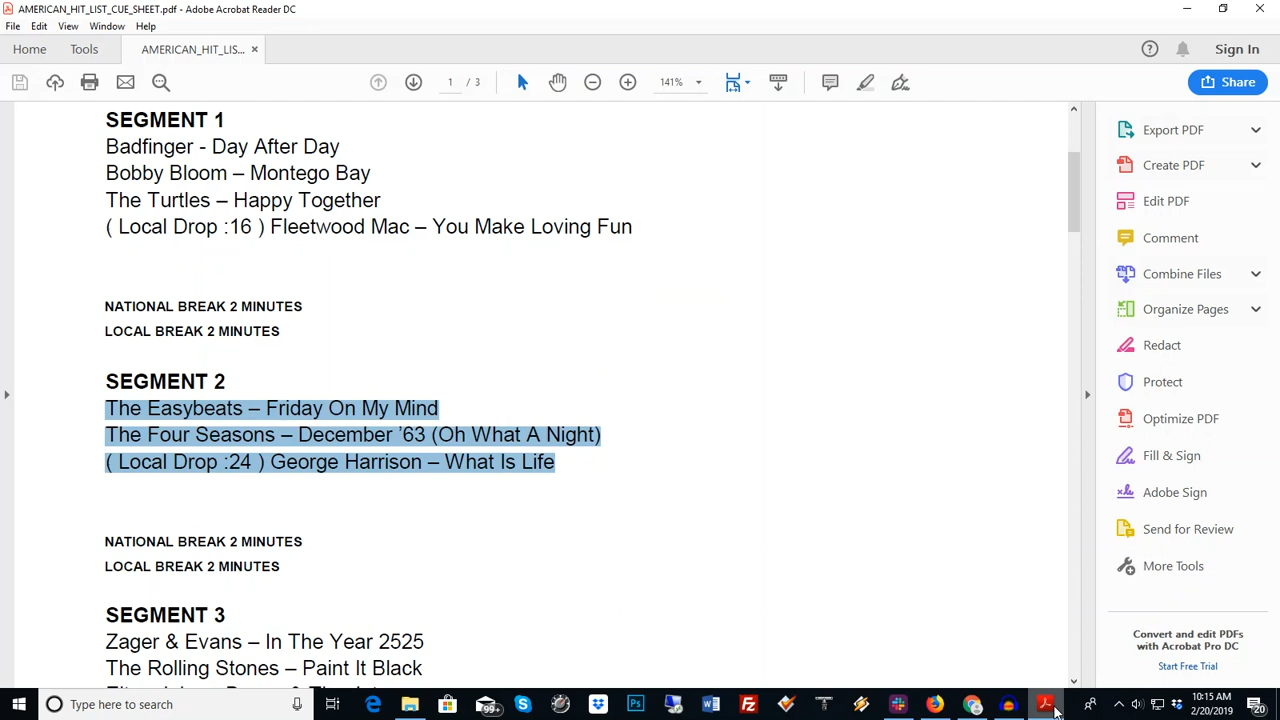 AMERICAN_HIT_LIST_CUE_SHEET.pdf - Adobe Acrobat Reader DC
File Edit View Window Help
Home Tools AMERICAN_HIT_LIS... × Sign In
1 / 3 141% Share
SEGMENT 1
Badfinger - Day After Day
Bobby Bloom – Montego Bay
The Turtles – Happy Together
( Local Drop :16 ) Fleetwood Mac – You Make Loving Fun
NATIONAL BREAK 2 MINUTES
LOCAL BREAK 2 MINUTES
SEGMENT 2
The Easybeats – Friday On My Mind
The Four Seasons – December ’63 (Oh What A Night)
( Local Drop :24 ) George Harrison – What Is Life
NATIONAL BREAK 2 MINUTES
LOCAL BREAK 2 MINUTES
SEGMENT 3
Zager & Evans – In The Year 2525
The Rolling Stones – Paint It Black
Export PDF
Create PDF
Edit PDF
Comment
Combine Files
Organize Pages
Redact
Protect
Optimize PDF
Fill & Sign
Adobe Sign
Send for Review
More Tools
Convert and edit PDFs
with Acrobat Pro DC
Start Free Trial
Type here to search
99+
10:15 AM
2/20/2019
20